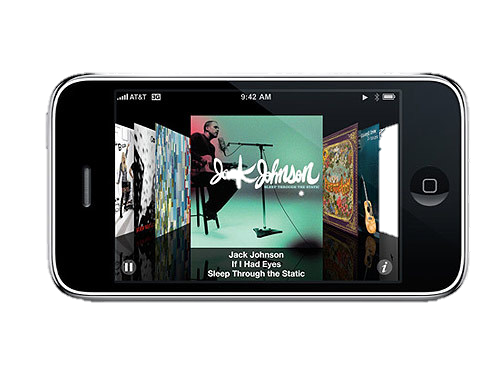 AT&T 3G 9:42 AM
Jack Johnson
SLEEP THROUGH THE STATIC
Jack Johnson
If I Had Eyes
Sleep Through the Static
i